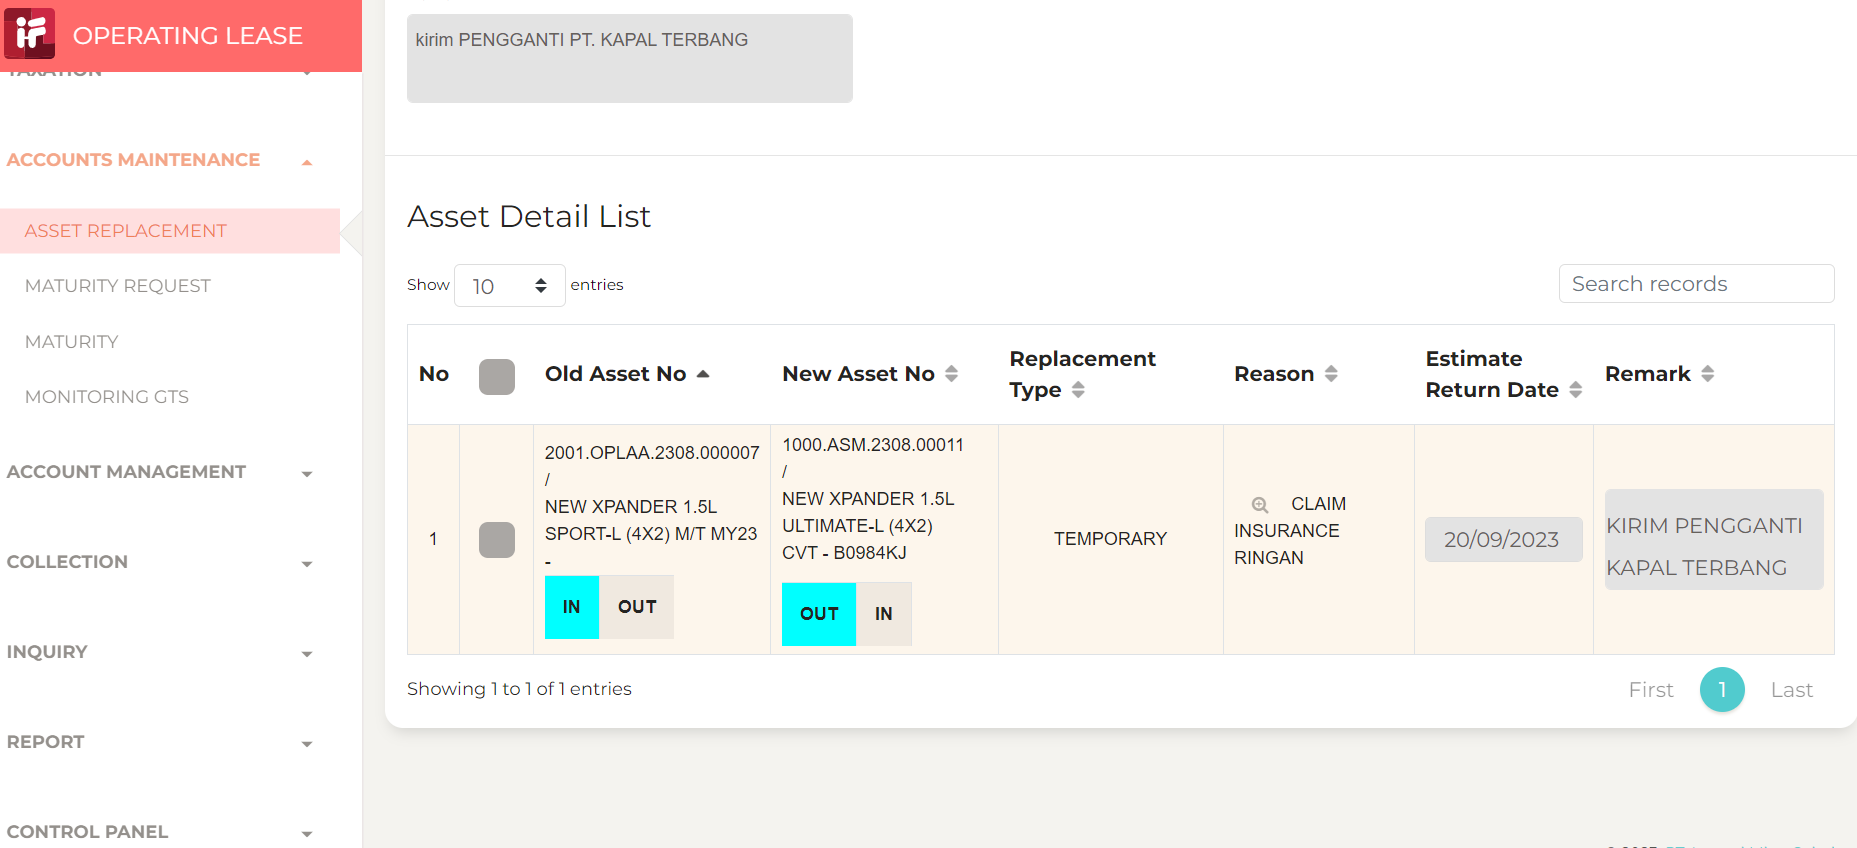 OPERATING LEASE
TAXATION
ACCOUNTS MAINTENANCE
ASSET REPLACEMENT
MATURITY REQUEST
MATURITY
MONITORING GTS
ACCOUNT MANAGEMENT
COLLECTION
INQUIRY
REPORT
CONTROL PANEL
kirim PENGGANTI PT. KAPAL TERBANG
Asset Detail List
Show 10 entries
Search records
No
Old Asset No
New Asset No
Replacement
Type
Reason
Estimate
Return Date
Remark
1
2001.OPLAA.2308.000007
/
NEW XPANDER 1.5L
SPORT-L (4X2) M/T MY23
-
IN OUT
1000.ASM.2308.00011
/
NEW XPANDER 1.5L
ULTIMATE-L (4X2)
CVT - B0984KJ
OUT IN
TEMPORARY
CLAIM
INSURANCE
RINGAN
20/09/2023
KIRIM PENGGANTI
KAPAL TERBANG
Showing 1 to 1 of 1 entries
First 1 Last